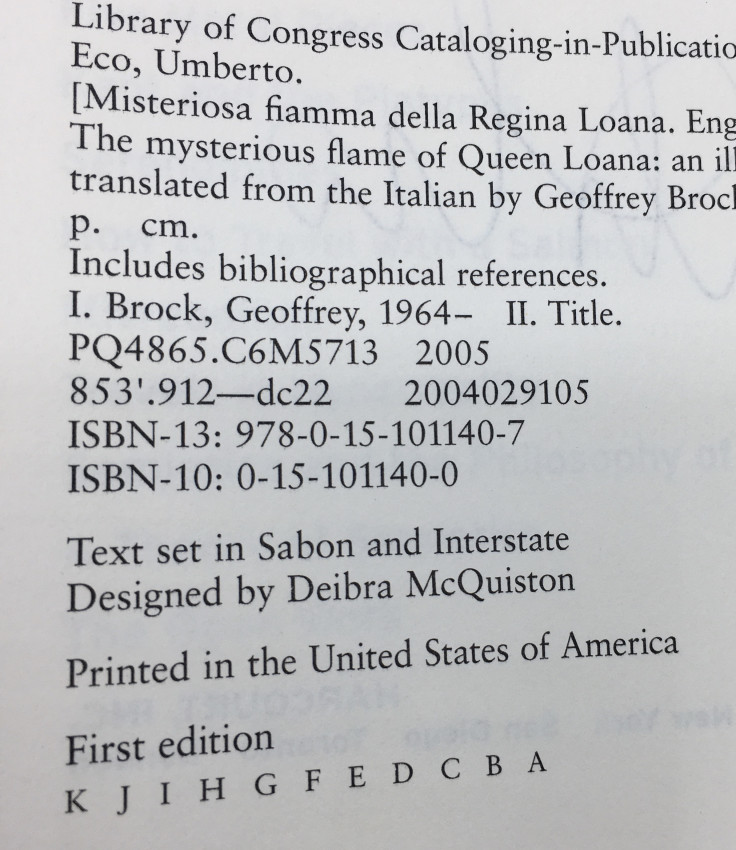 Library of Congress Cataloging-in-Publicatio
Eco, Umberto.
[Misteriosa fiamma della Regina Loana. Eng
The mysterious flame of Queen Loana: an ill
translated from the Italian by Geoffrey Brock
p. cm.
Includes bibliographical references.
I. Brock, Geoffrey, 1964– II. Title.
PQ4865.C6M5713 2005
853'.912—dc22 2004029105
ISBN-13: 978-0-15-101140-7
ISBN-10: 0-15-101140-0
Text set in Sabon and Interstate
Designed by Deibra McQuiston
Printed in the United States of America
First edition
K J I H G F E D C B A